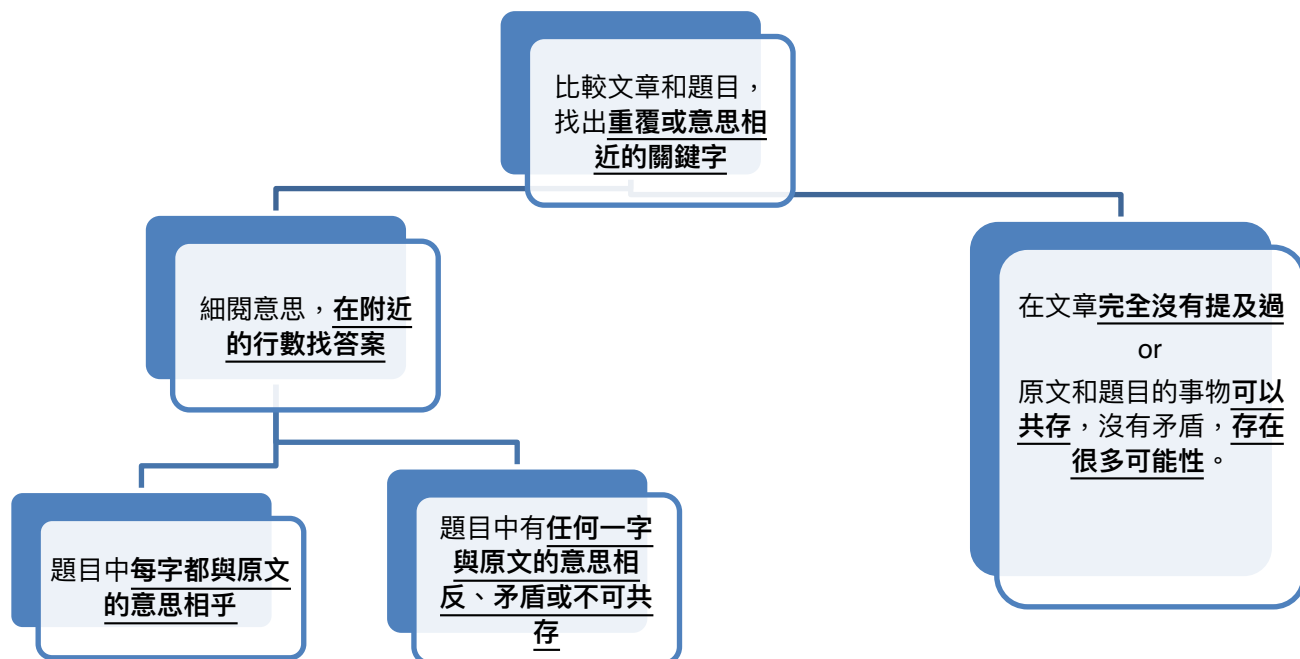 比較文章和題目，
找出重覆或意思相
近的關鍵字
細閱意思，在附近
的行數找答案
在文章完全沒有提及過
or
原文和題目的事物可以
共存，沒有矛盾，存在
很多可能性。
題目中每字都與原文
的意思相乎
題目中有任何一字
與原文的意思相
反、矛盾或不可共
存